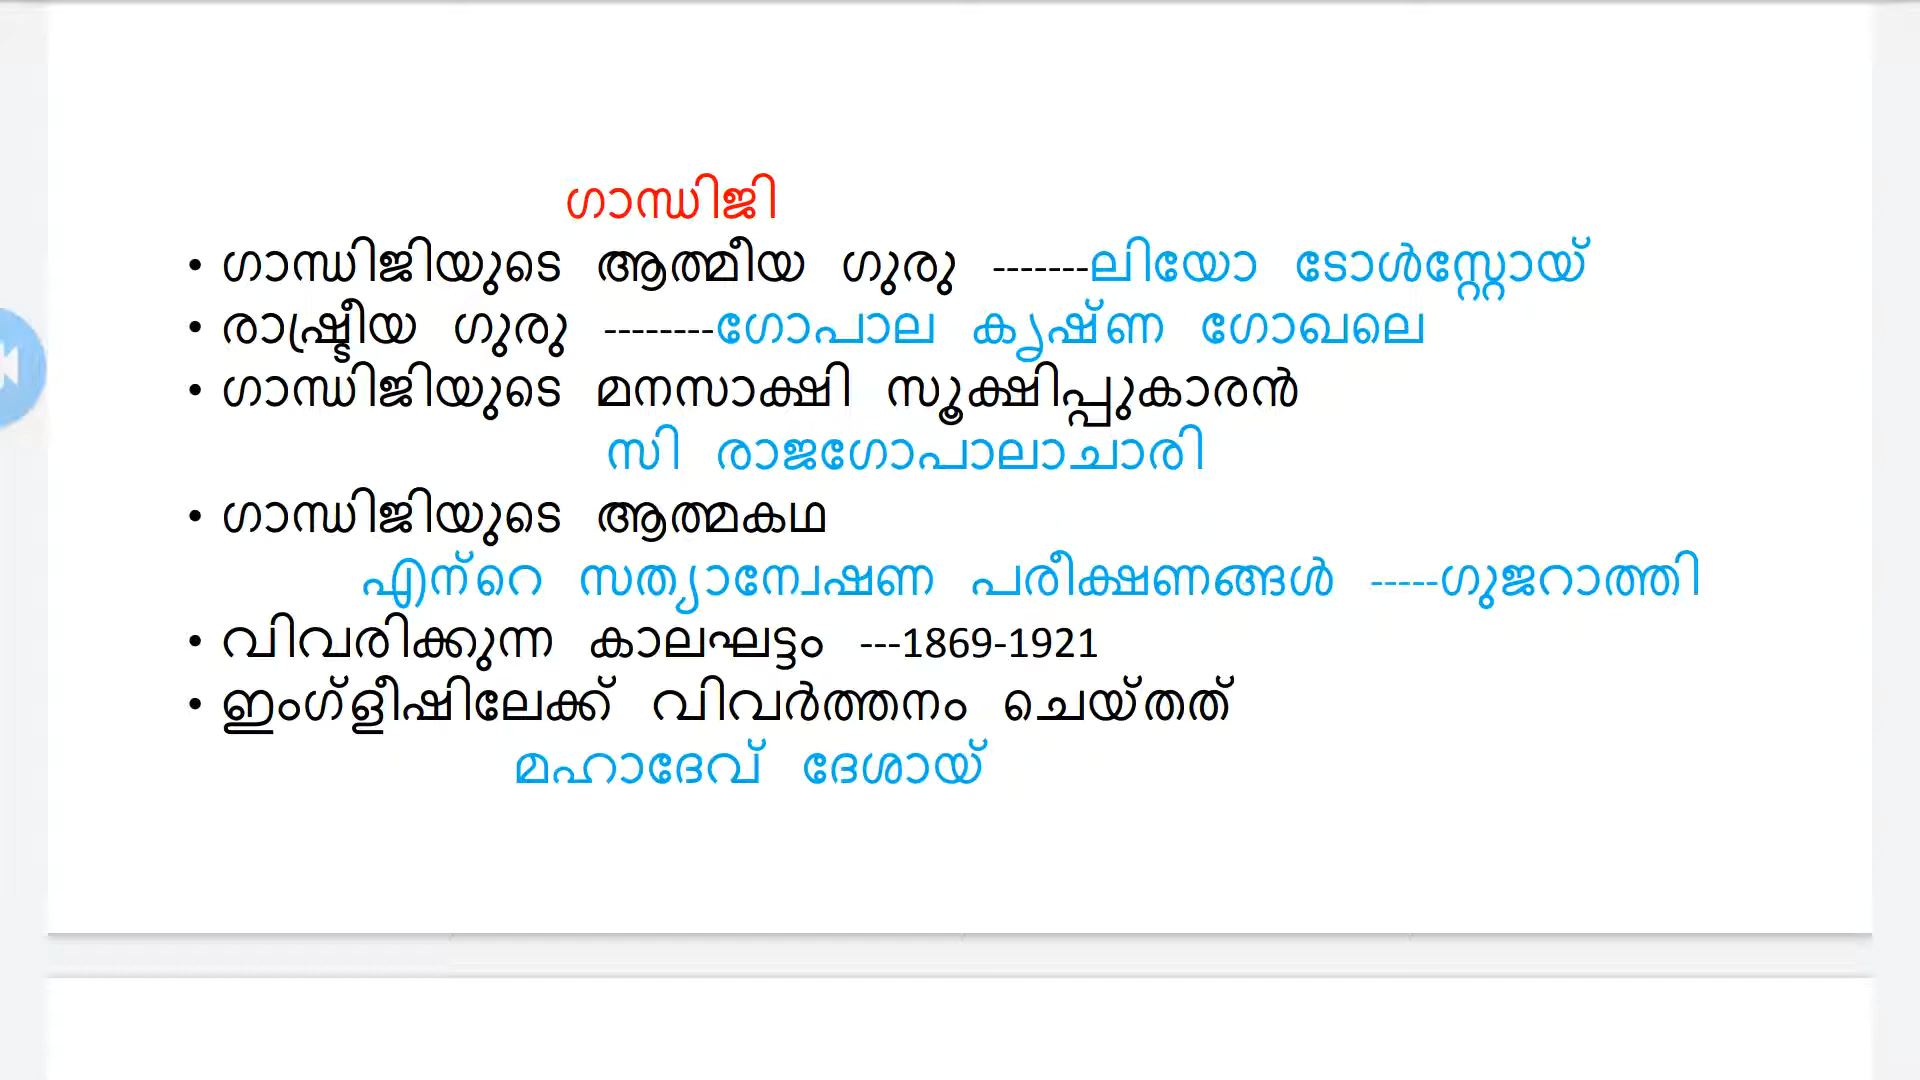 ഗാന്ധിജി
• ഗാന്ധിജിയുടെ ആത്മീയ ഗുരു -------ലിയോ ടോൾസ്റ്റോയ്
• രാഷ്ട്രീയ ഗുരു --------ഗോപാല കൃഷ്ണ ഗോഖലെ
• ഗാന്ധിജിയുടെ മനസാക്ഷി സൂക്ഷിപ്പുകാരൻ
സി രാജഗോപാലാചാരി
• ഗാന്ധിജിയുടെ ആത്മകഥ
എന്റെ സത്യാന്വേഷണ പരീക്ഷണങ്ങൾ -----ഗുജറാത്തി
• വിവരിക്കുന്ന കാലഘട്ടം ---1869-1921
• ഇംഗ്ളീഷിലേക്ക് വിവർത്തനം ചെയ്തത്
മഹാദേവ് ദേശായ്